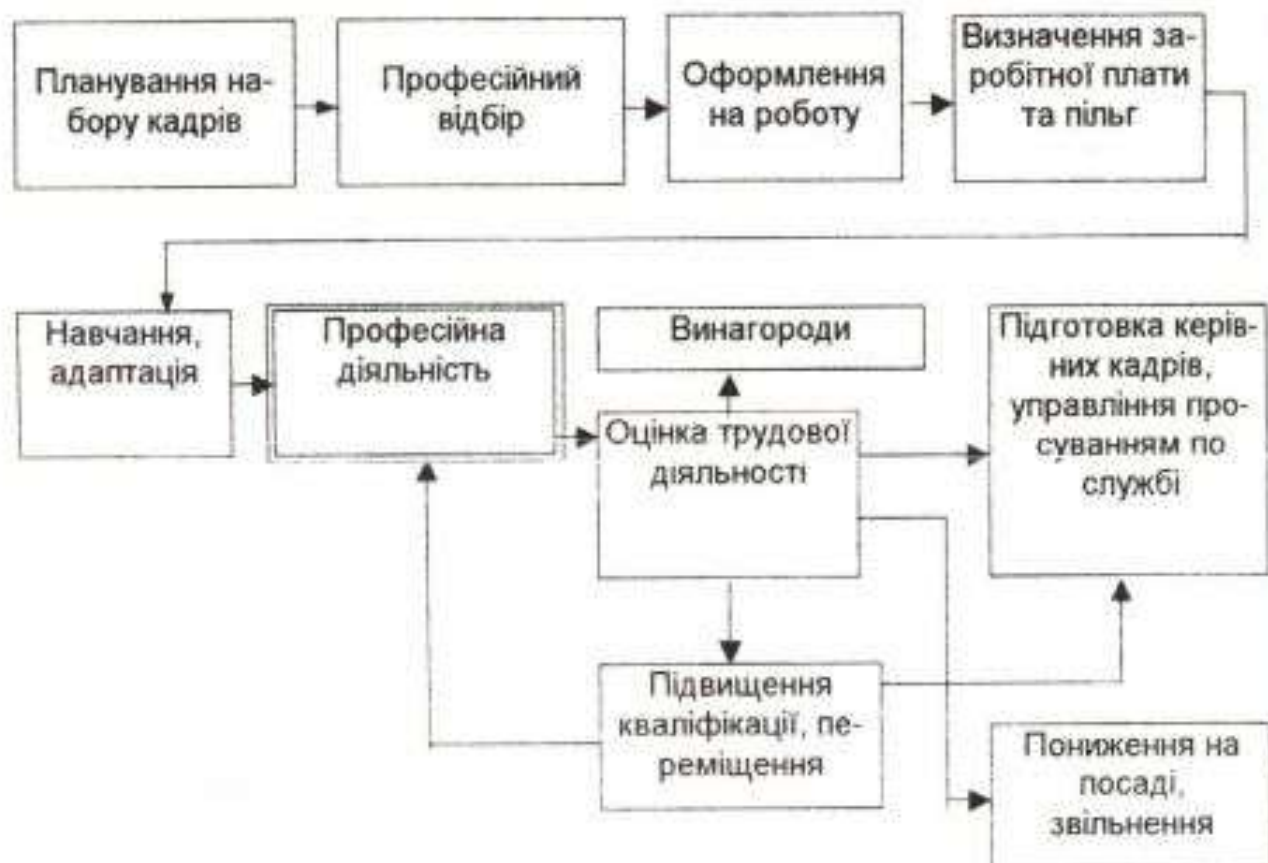 Планування на-
бору кадрів
Професійний
відбір
Оформлення
на роботу
Визначення за-
робітної плати
та пільг
Навчання,
адаптація
Професійна
діяльність
Винагороди
Оцінка трудової
діяльності
Підготовка керів-
них кадрів,
управління про-
суванням по
службі
Підвищення
кваліфікації, пе-
реміщення
Пониження на
посаді,
звільнення